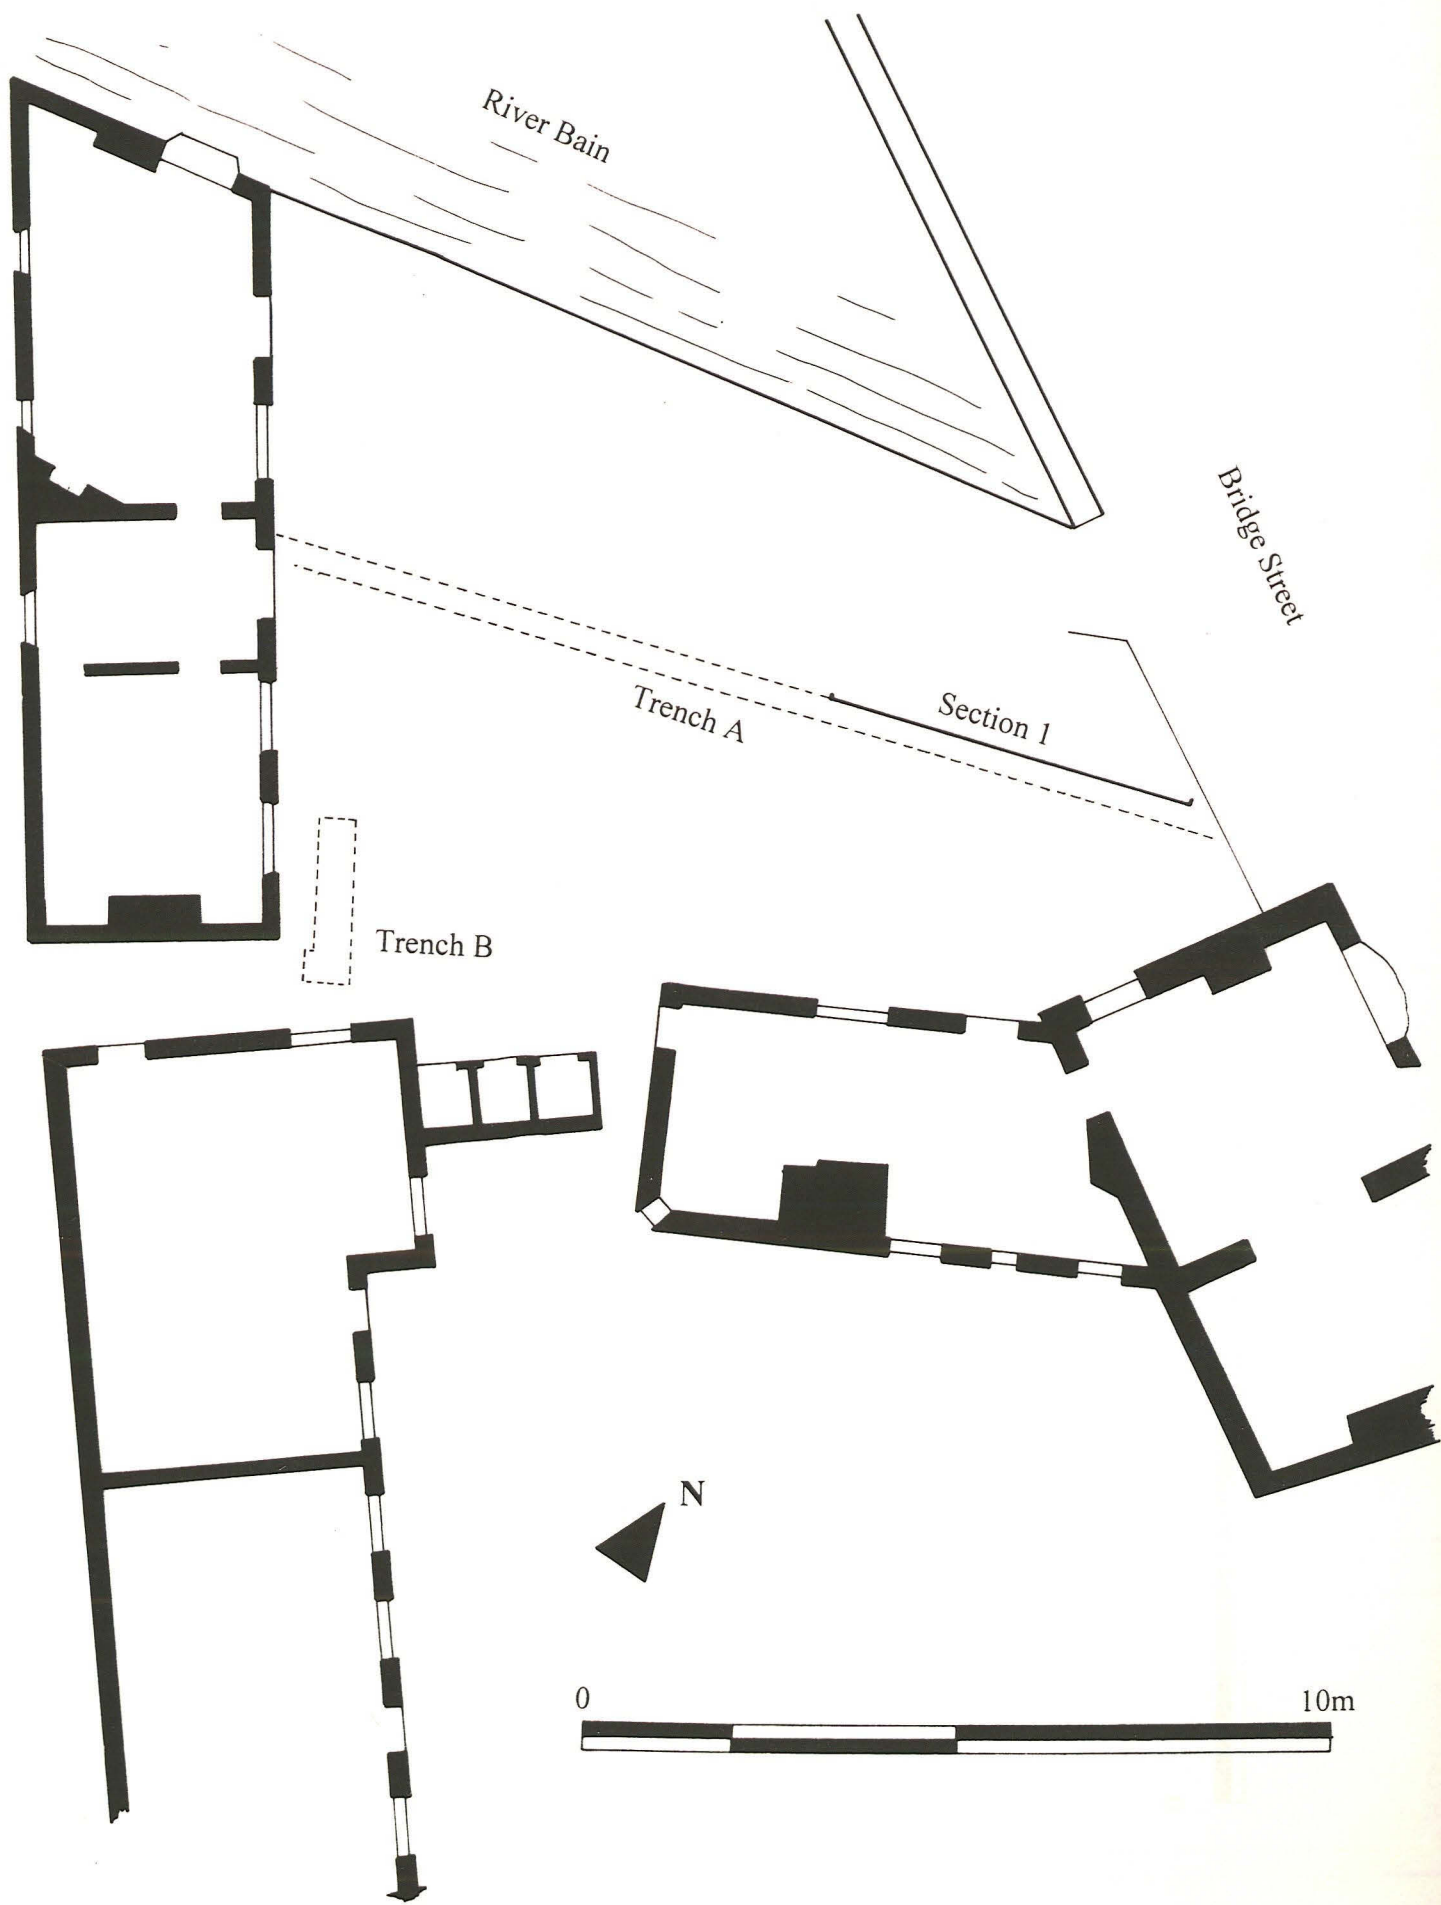 River Bain
Bridge Street
Section 1
Trench A
Trench B
N
0
10m